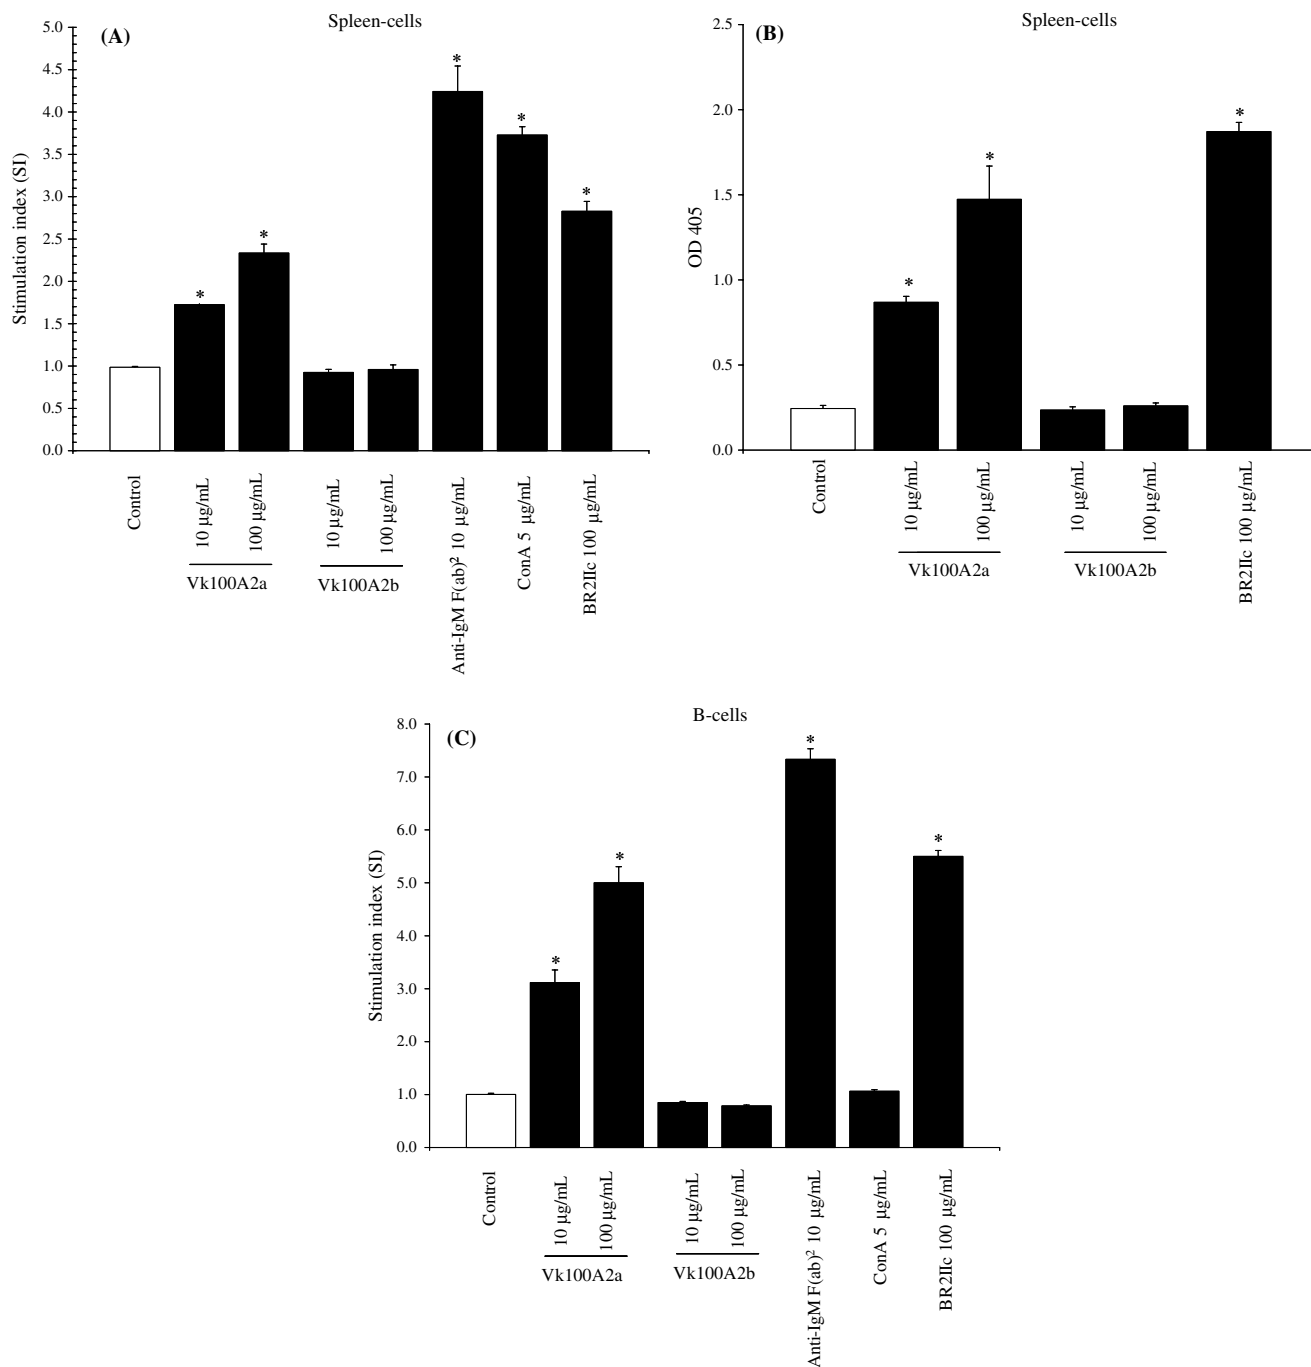 Spleen-cells
(A)
5.0
4.5
4.0
3.5
3.0
2.5
2.0
1.5
1.0
0.5
0.0
Stimulation index (SI)
*
*
*
*
*
Control
10 µg/mL
100 µg/mL
Vk100A2a
10 µg/mL
100 µg/mL
Vk100A2b
Anti-IgM F(ab)² 10 µg/mL
ConA 5 µg/mL
BR2IIc 100 µg/mL
Spleen-cells
(B)
2.5
2.0
1.5
1.0
0.5
0.0
OD 405
*
*
*
Control
10 µg/mL
100 µg/mL
Vk100A2a
10 µg/mL
100 µg/mL
Vk100A2b
BR2IIc 100 µg/mL
B-cells
(C)
8.0
7.0
6.0
5.0
4.0
3.0
2.0
1.0
0.0
Stimulation index (SI)
*
*
*
*
Control
10 µg/mL
100 µg/mL
Vk100A2a
10 µg/mL
100 µg/mL
Vk100A2b
Anti-IgM F(ab)² 10 µg/mL
ConA 5 µg/mL
BR2IIc 100 µg/mL